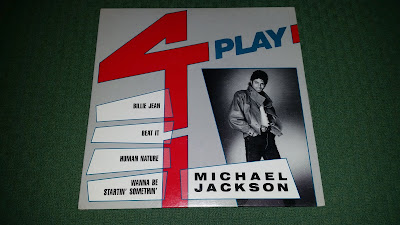 4 PLAY!
BILLIE JEAN
BEAT IT
HUMAN NATURE
WANNA BE
STARTIN' SOMETHIN'
MICHAEL
JACKSON